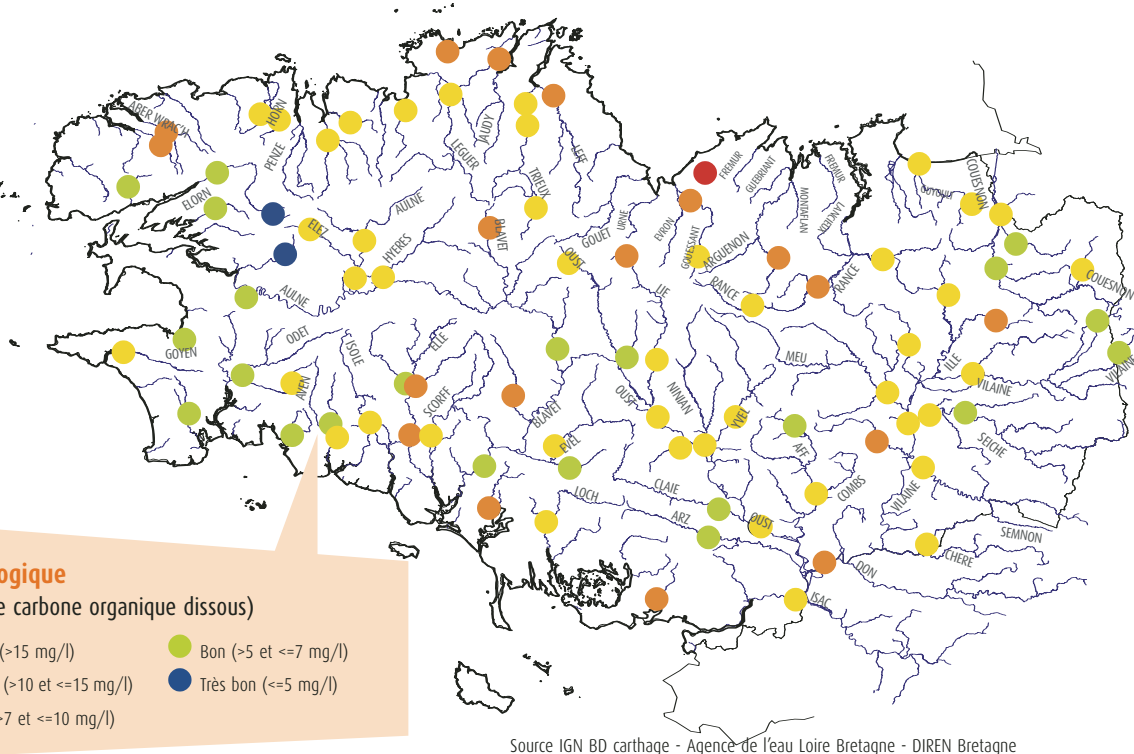 ABER WRAC'H
HORN
PENZE
JAUDY
LEGUER
LEFF
TRIEUX
FREMUR
GUEBRIANT
FREMUR
GUYOULT
COUESNON
ELORN
AULNE
ELEZ
HYERES
BLAVET
URNE
GOUET
OUST
EVRON
GOUESSANT
ARGUENON
MONTAFILAN
RANCE
RANCE
COUESNON
AULNE
LIE
ODET
ISOLE
ELLE
GOYEN
AVEN
SCORFF
BLAVET
EVEL
OUST
NINIAN
YVEL
MEU
ILLE
VILAINE
VILAINE
SEICHE
AFF
COMBS
VILAINE
LOCH
CLAIE
ARZ
OUST
SEMNON
CHERE
DON
ISAC
ogique
e carbone organique dissous)
(>15 mg/l)
Bon (>5 et <=7 mg/l)
(>10 et <=15 mg/l)
Très bon (<=5 mg/l)
>7 et <=10 mg/l)
Source IGN BD carthage - Agence de l'eau Loire Bretagne - DIREN Bretagne